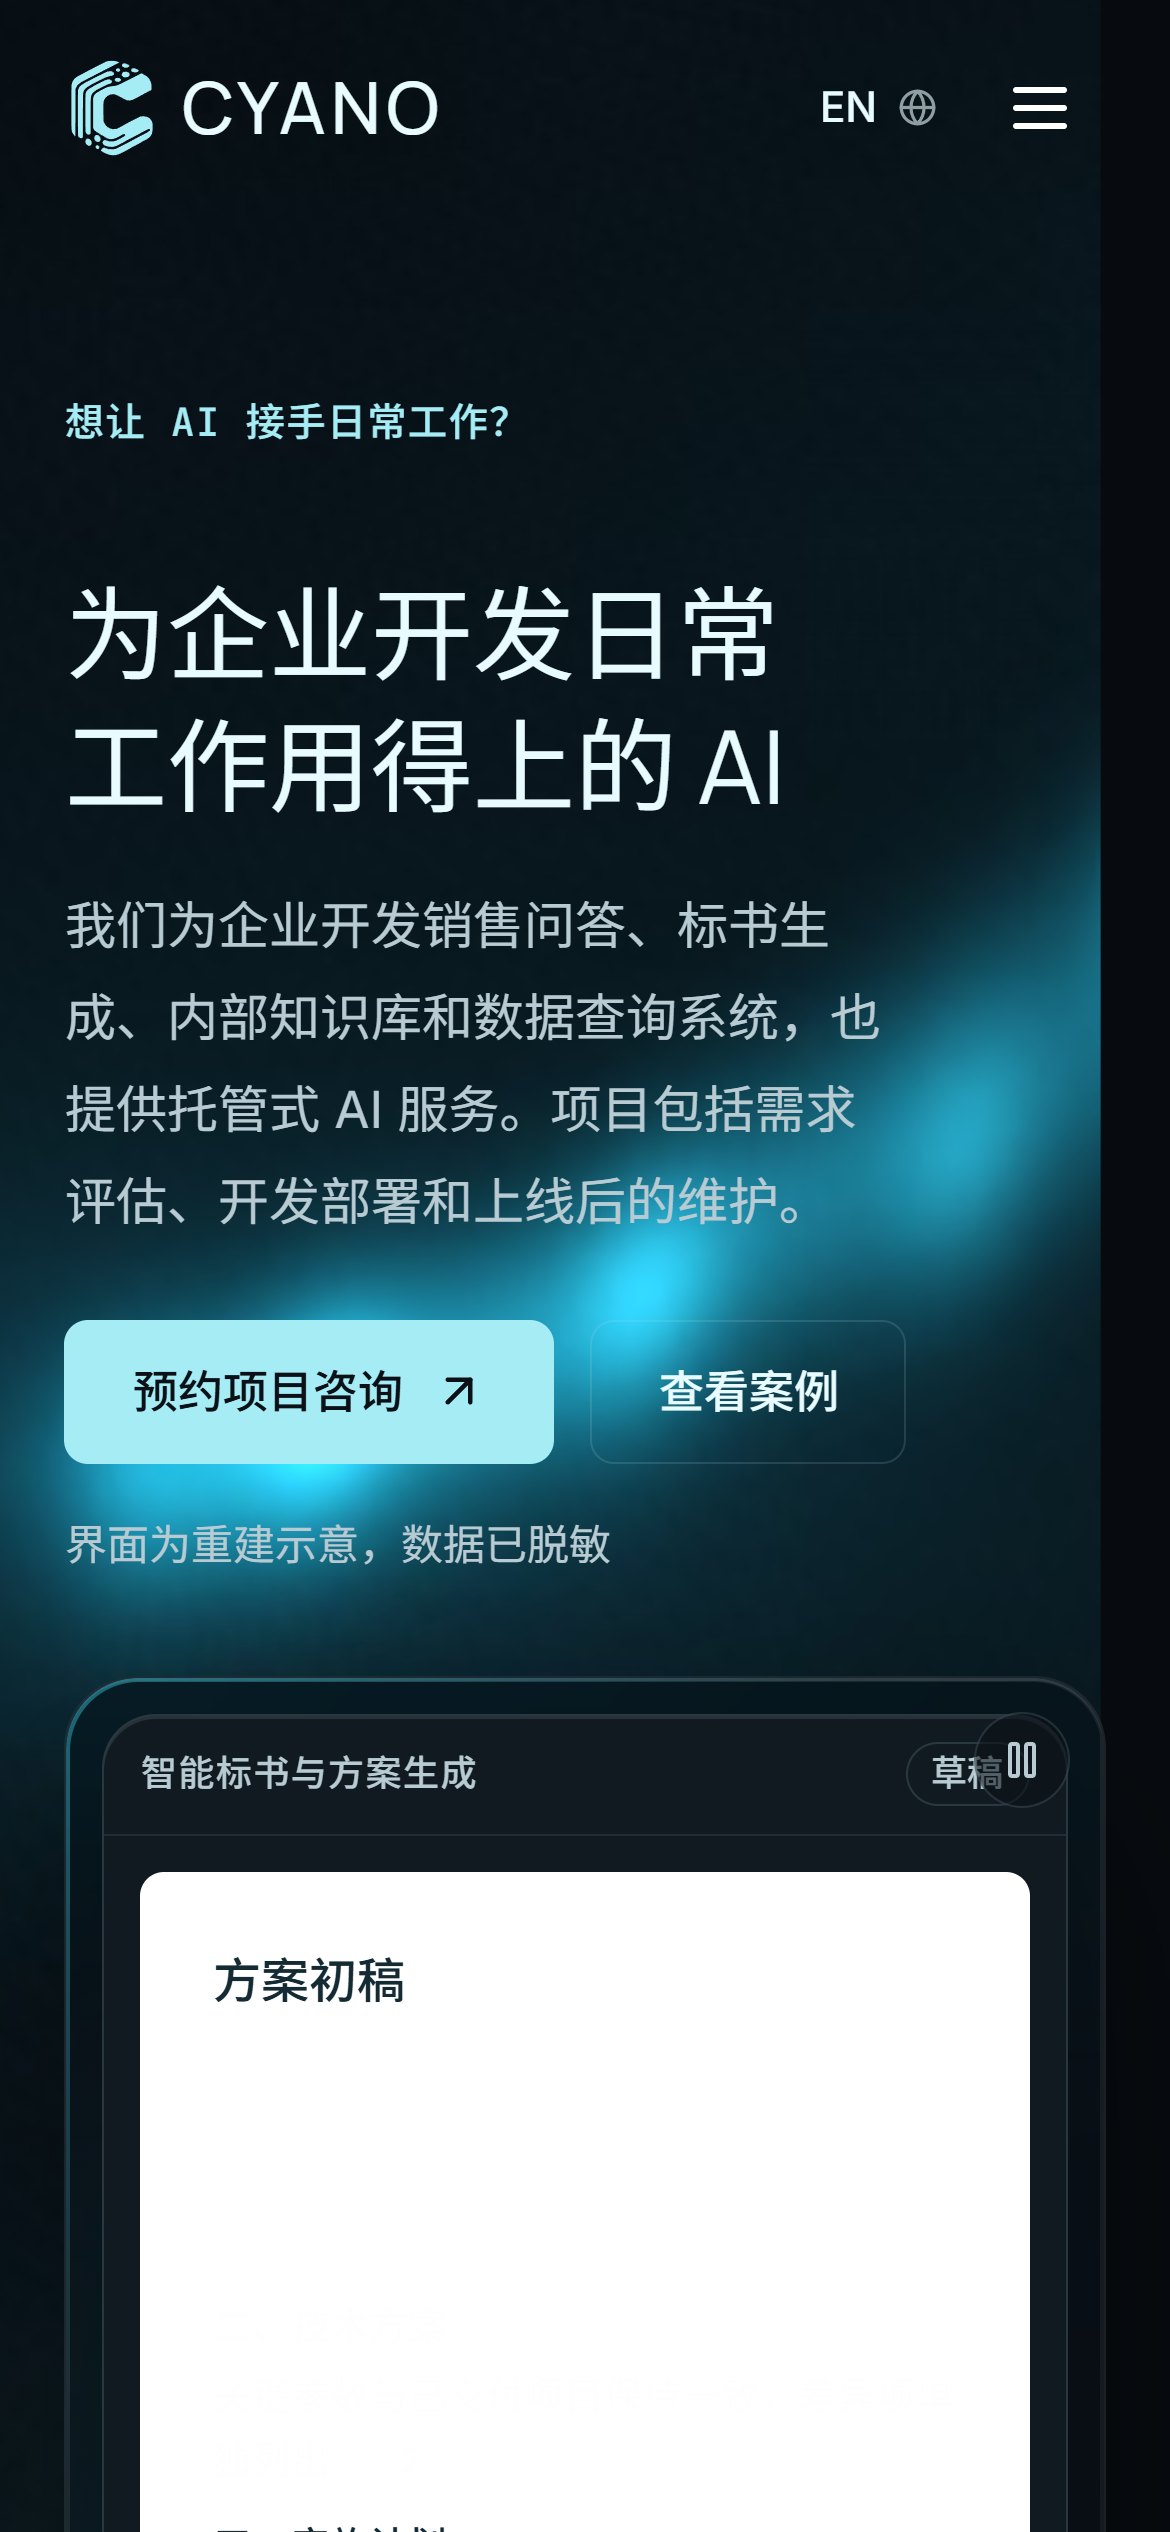 CYANO
EN
想让 AI 接手日常工作?
为企业开发日常
工作用得上的 AI
我们为企业开发销售问答、标书生
成、内部知识库和数据查询系统，也
提供托管式 AI 服务。项目包括需求
评估、开发部署和上线后的维护。
预约项目咨询
查看案例
界面为重建示意，数据已脱敏
智能标书与方案生成
草稿
方案初稿